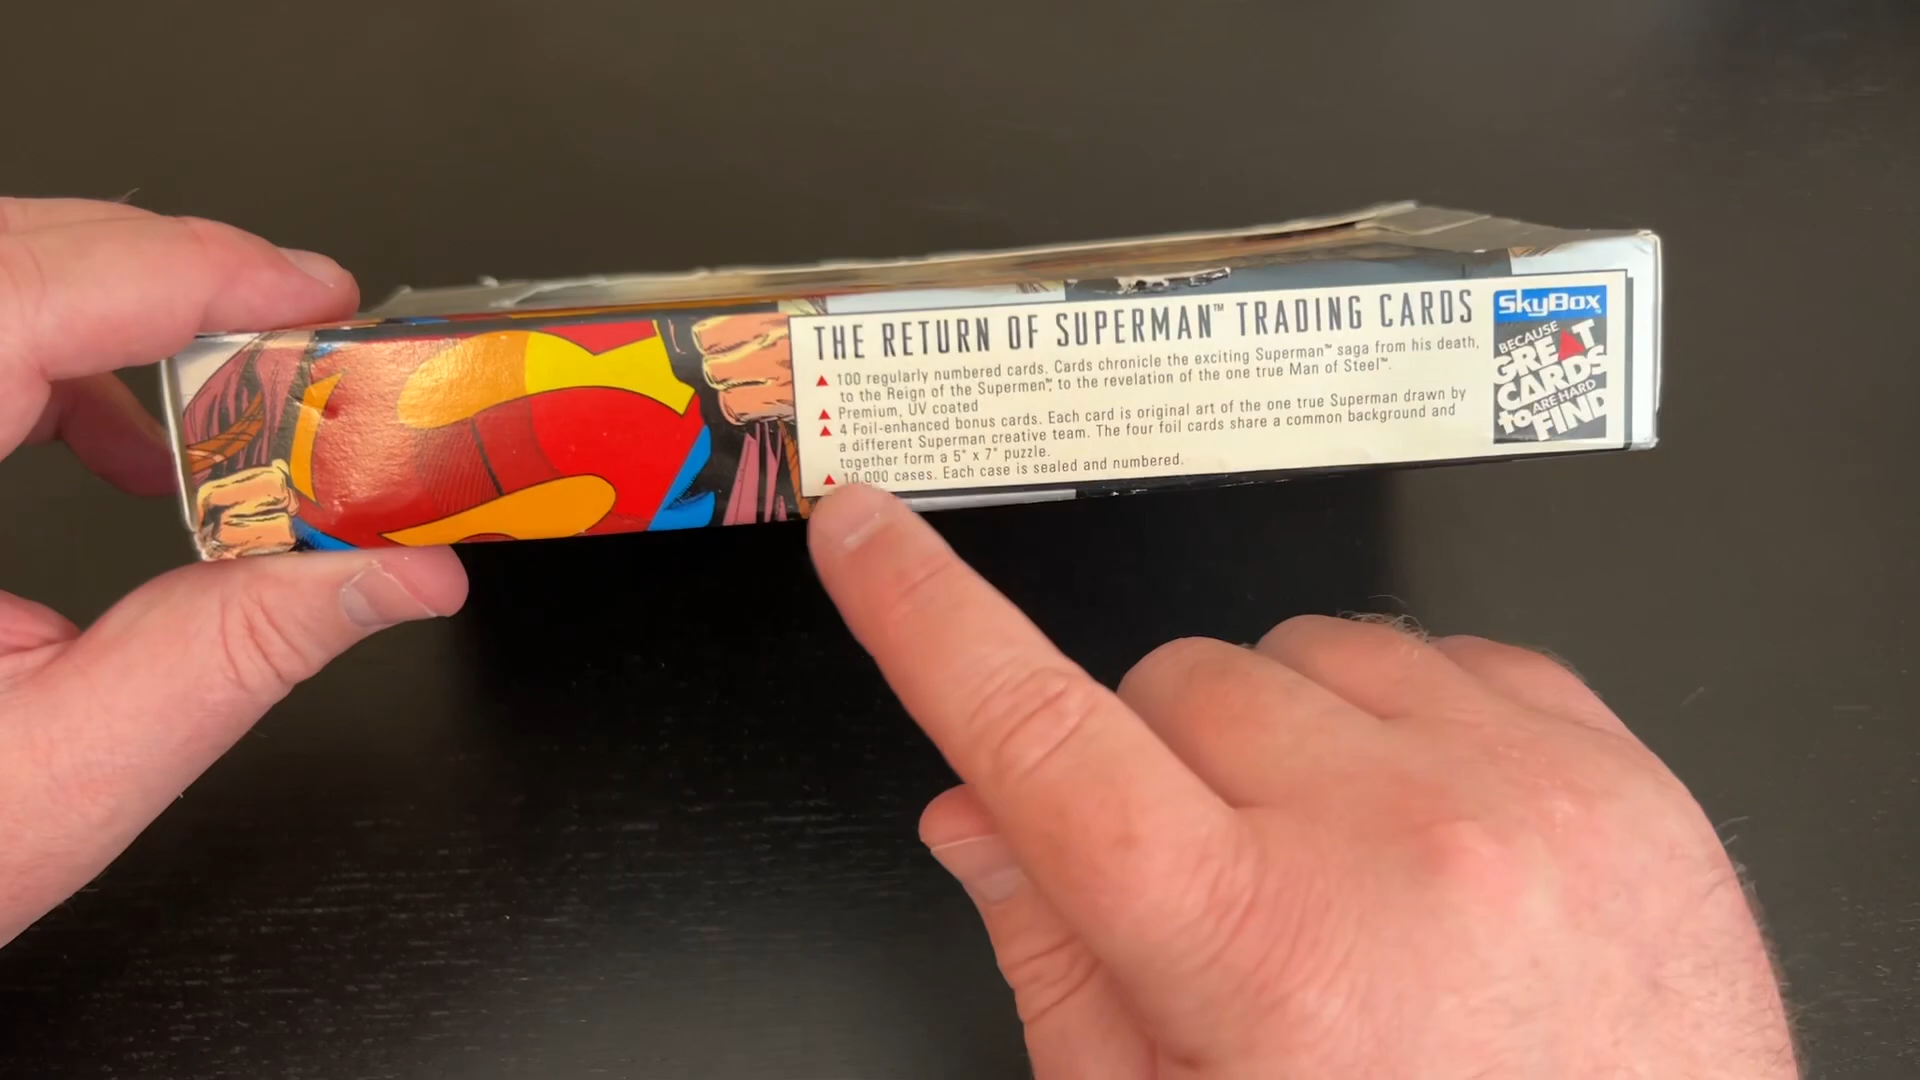 THE RETURN OF SUPERMAN™ TRADING CARDS
▲ 100 regularly numbered cards. Cards chronicle the exciting Superman™ saga from his death,
to the Reign of the Supermen™, to the revelation of the one true Man of Steel™.
▲ Premium, UV coated
▲ 4 Foil-enhanced bonus cards. Each card is original art of the one true Superman drawn by
a different Superman creative team. The four foil cards share a common background and
together form a 5" x 7" puzzle.
▲ 10,000 cases. Each case is sealed and numbered.
SkyBox™
BECAUSE
GREAT
CARDS
ARE HARD
to FIND